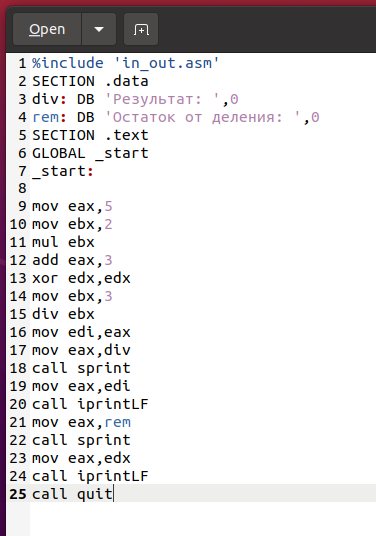 Open
1 %include 'in_out.asm'
2 SECTION .data
3 div: DB 'Результат: ',0
4 rem: DB 'Остаток от деления: ',0
5 SECTION .text
6 GLOBAL _start
7 _start:
8
9 mov eax,5
10 mov ebx,2
11 mul ebx
12 add eax,3
13 xor edx,edx
14 mov ebx,3
15 div ebx
16 mov edi,eax
17 mov eax,div
18 call sprint
19 mov eax,edi
20 call iprintLF
21 mov eax,rem
22 call sprint
23 mov eax,edx
24 call iprintLF
25 call quit